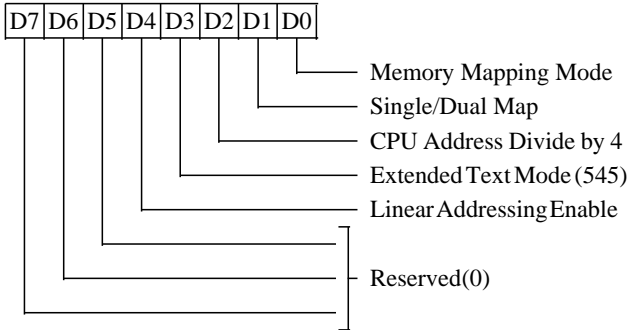 D7 D6 D5 D4 D3 D2 D1 D0
Memory Mapping Mode
Single/Dual Map
CPU Address Divide by 4
Extended Text Mode (545)
Linear Addressing Enable
Reserved (0)